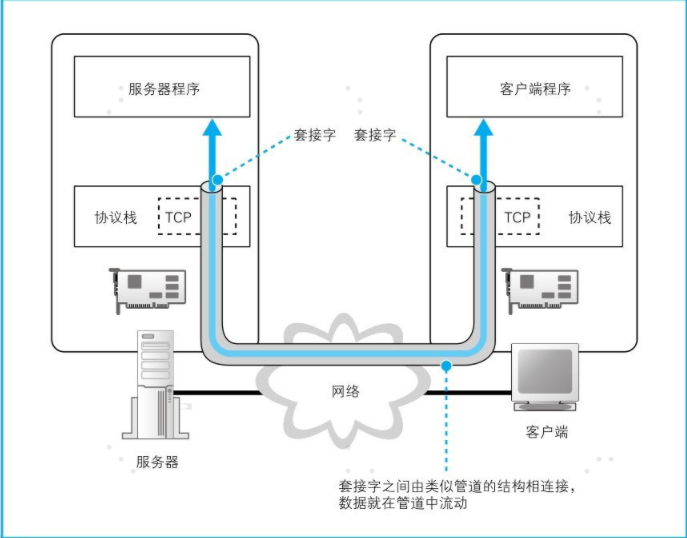 服务器程序
客户端程序
套接字
套接字
协议栈
TCP
TCP
协议栈
网络
服务器
客户端
套接字之间由类似管道的结构相连接，
数据就在管道中流动